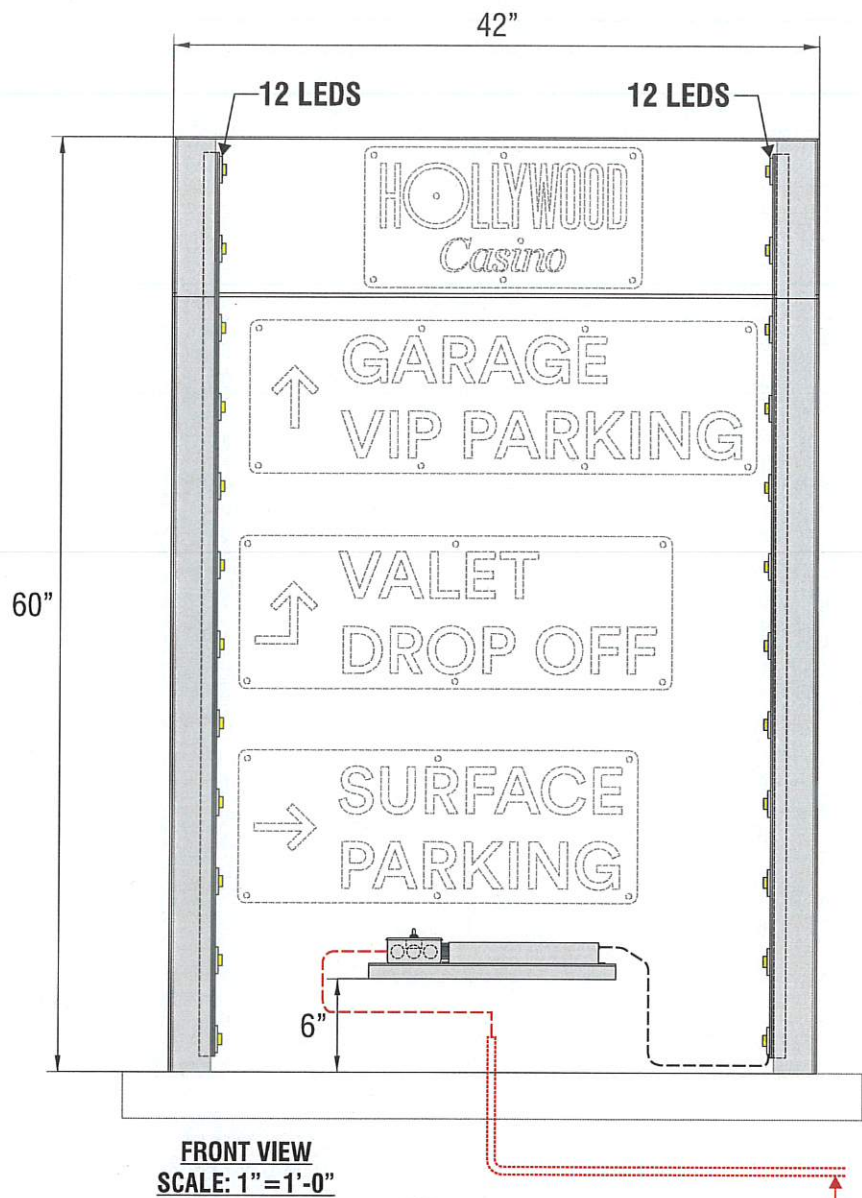 42”
12 LEDS
12 LEDS
HOLLYWOOD
Casino
GARAGE
VIP PARKING
60”
VALET
DROP OFF
SURFACE
PARKING
6”
FRONT VIEW
SCALE: 1”=1’-0”